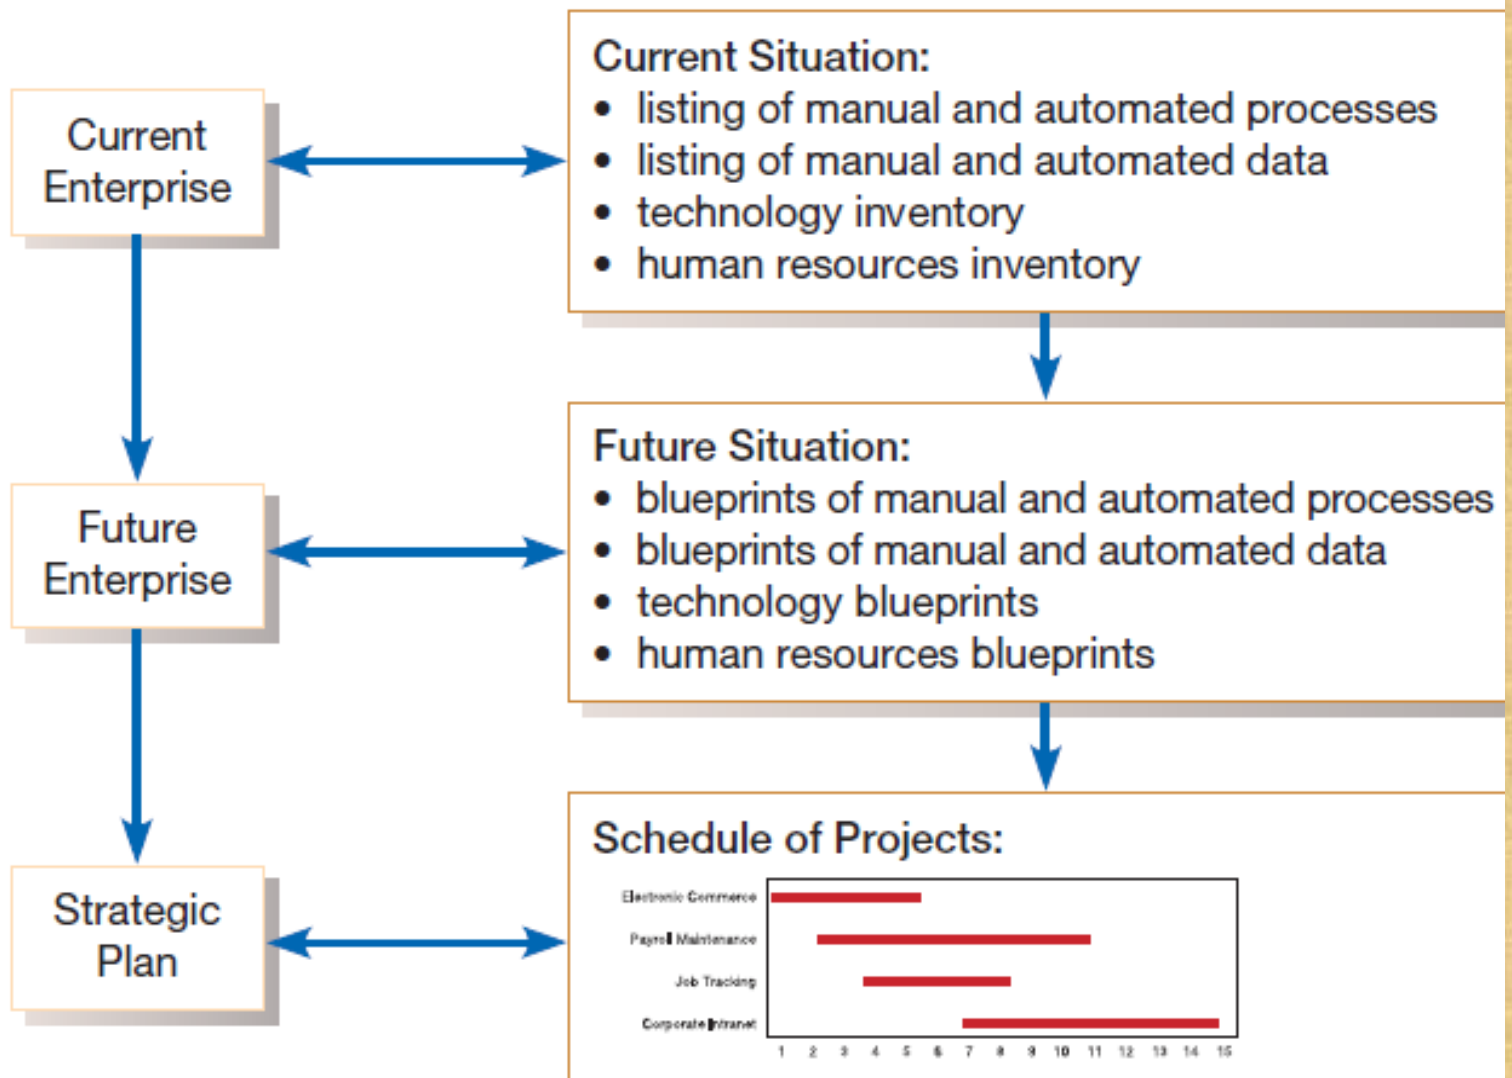 Current
Enterprise
Current Situation:
• listing of manual and automated processes
• listing of manual and automated data
• technology inventory
• human resources inventory
Future
Enterprise
Future Situation:
• blueprints of manual and automated processes
• blueprints of manual and automated data
• technology blueprints
• human resources blueprints
Strategic
Plan
Schedule of Projects:
Electronic Commerce
Payroll Maintenance
Job Tracking
Corporate Intranet
1 2 3 4 5 6 7 8 9 10 11 12 13 14 15